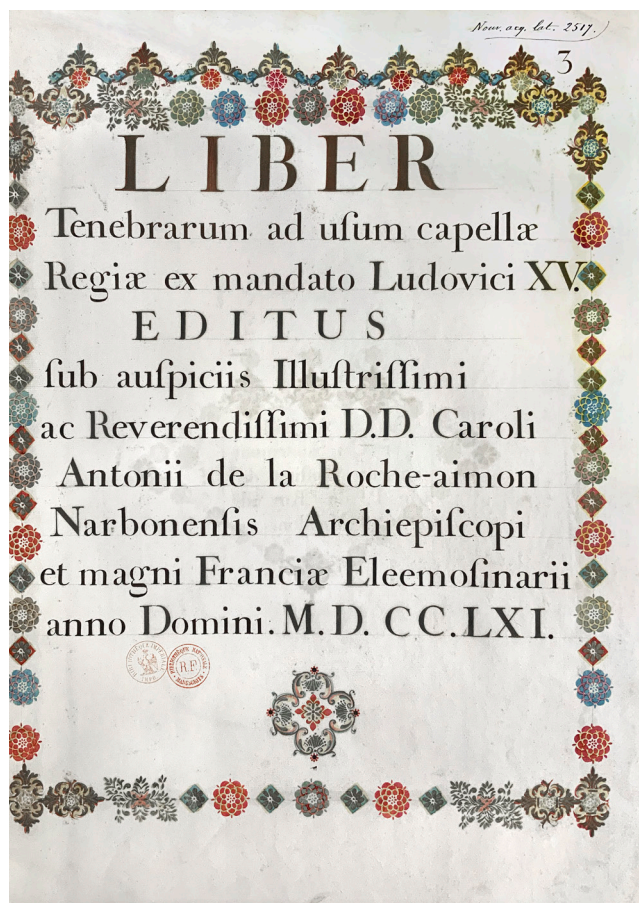 Nouv. acq. lat. 2517.
3
LIBER
Tenebrarum ad uſum capellæ
Regiæ ex mandato Ludovici XV.
EDITUS
ſub auſpiciis Illuſtriſſimi
ac Reverendiſſimi D.D. Caroli
Antonii de la Roche-aimon
Narbonenſis Archiepiſcopi
et magni Franciæ Eleemoſinarii
anno Domini. M. D. CC. LXI.
R.F